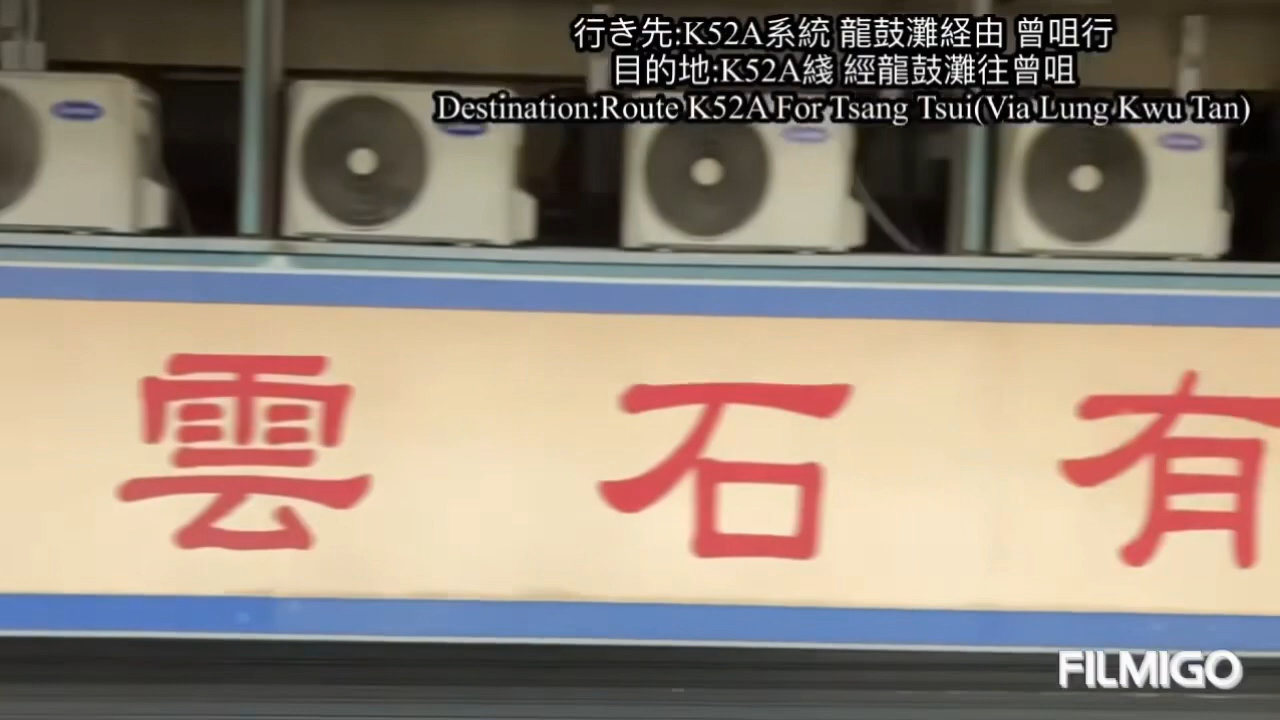 行き先:K52A系統 龍鼓灘経由 曾咀行
目的地:K52A綫 經龍鼓灘往曾咀
Destination:Route K52A For Tsang Tsui(Via Lung Kwu Tan)
雲石有
FILMIGO